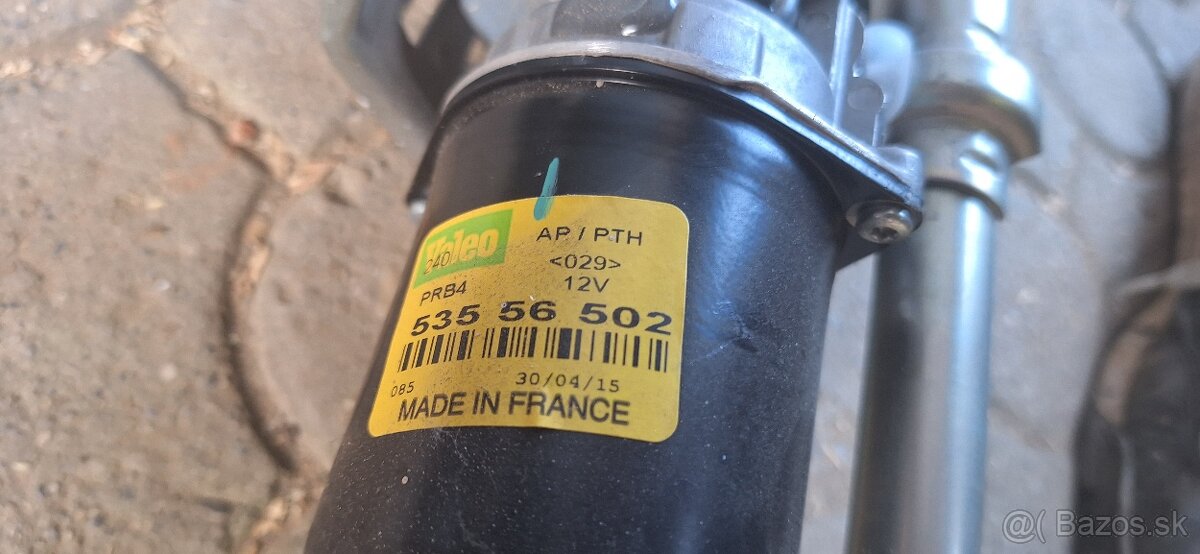 Valeo
240
AP / PTH
<029>
PRB4
12V
535 56 502
085
30/04/15
MADE IN FRANCE
@( Bazos.sk